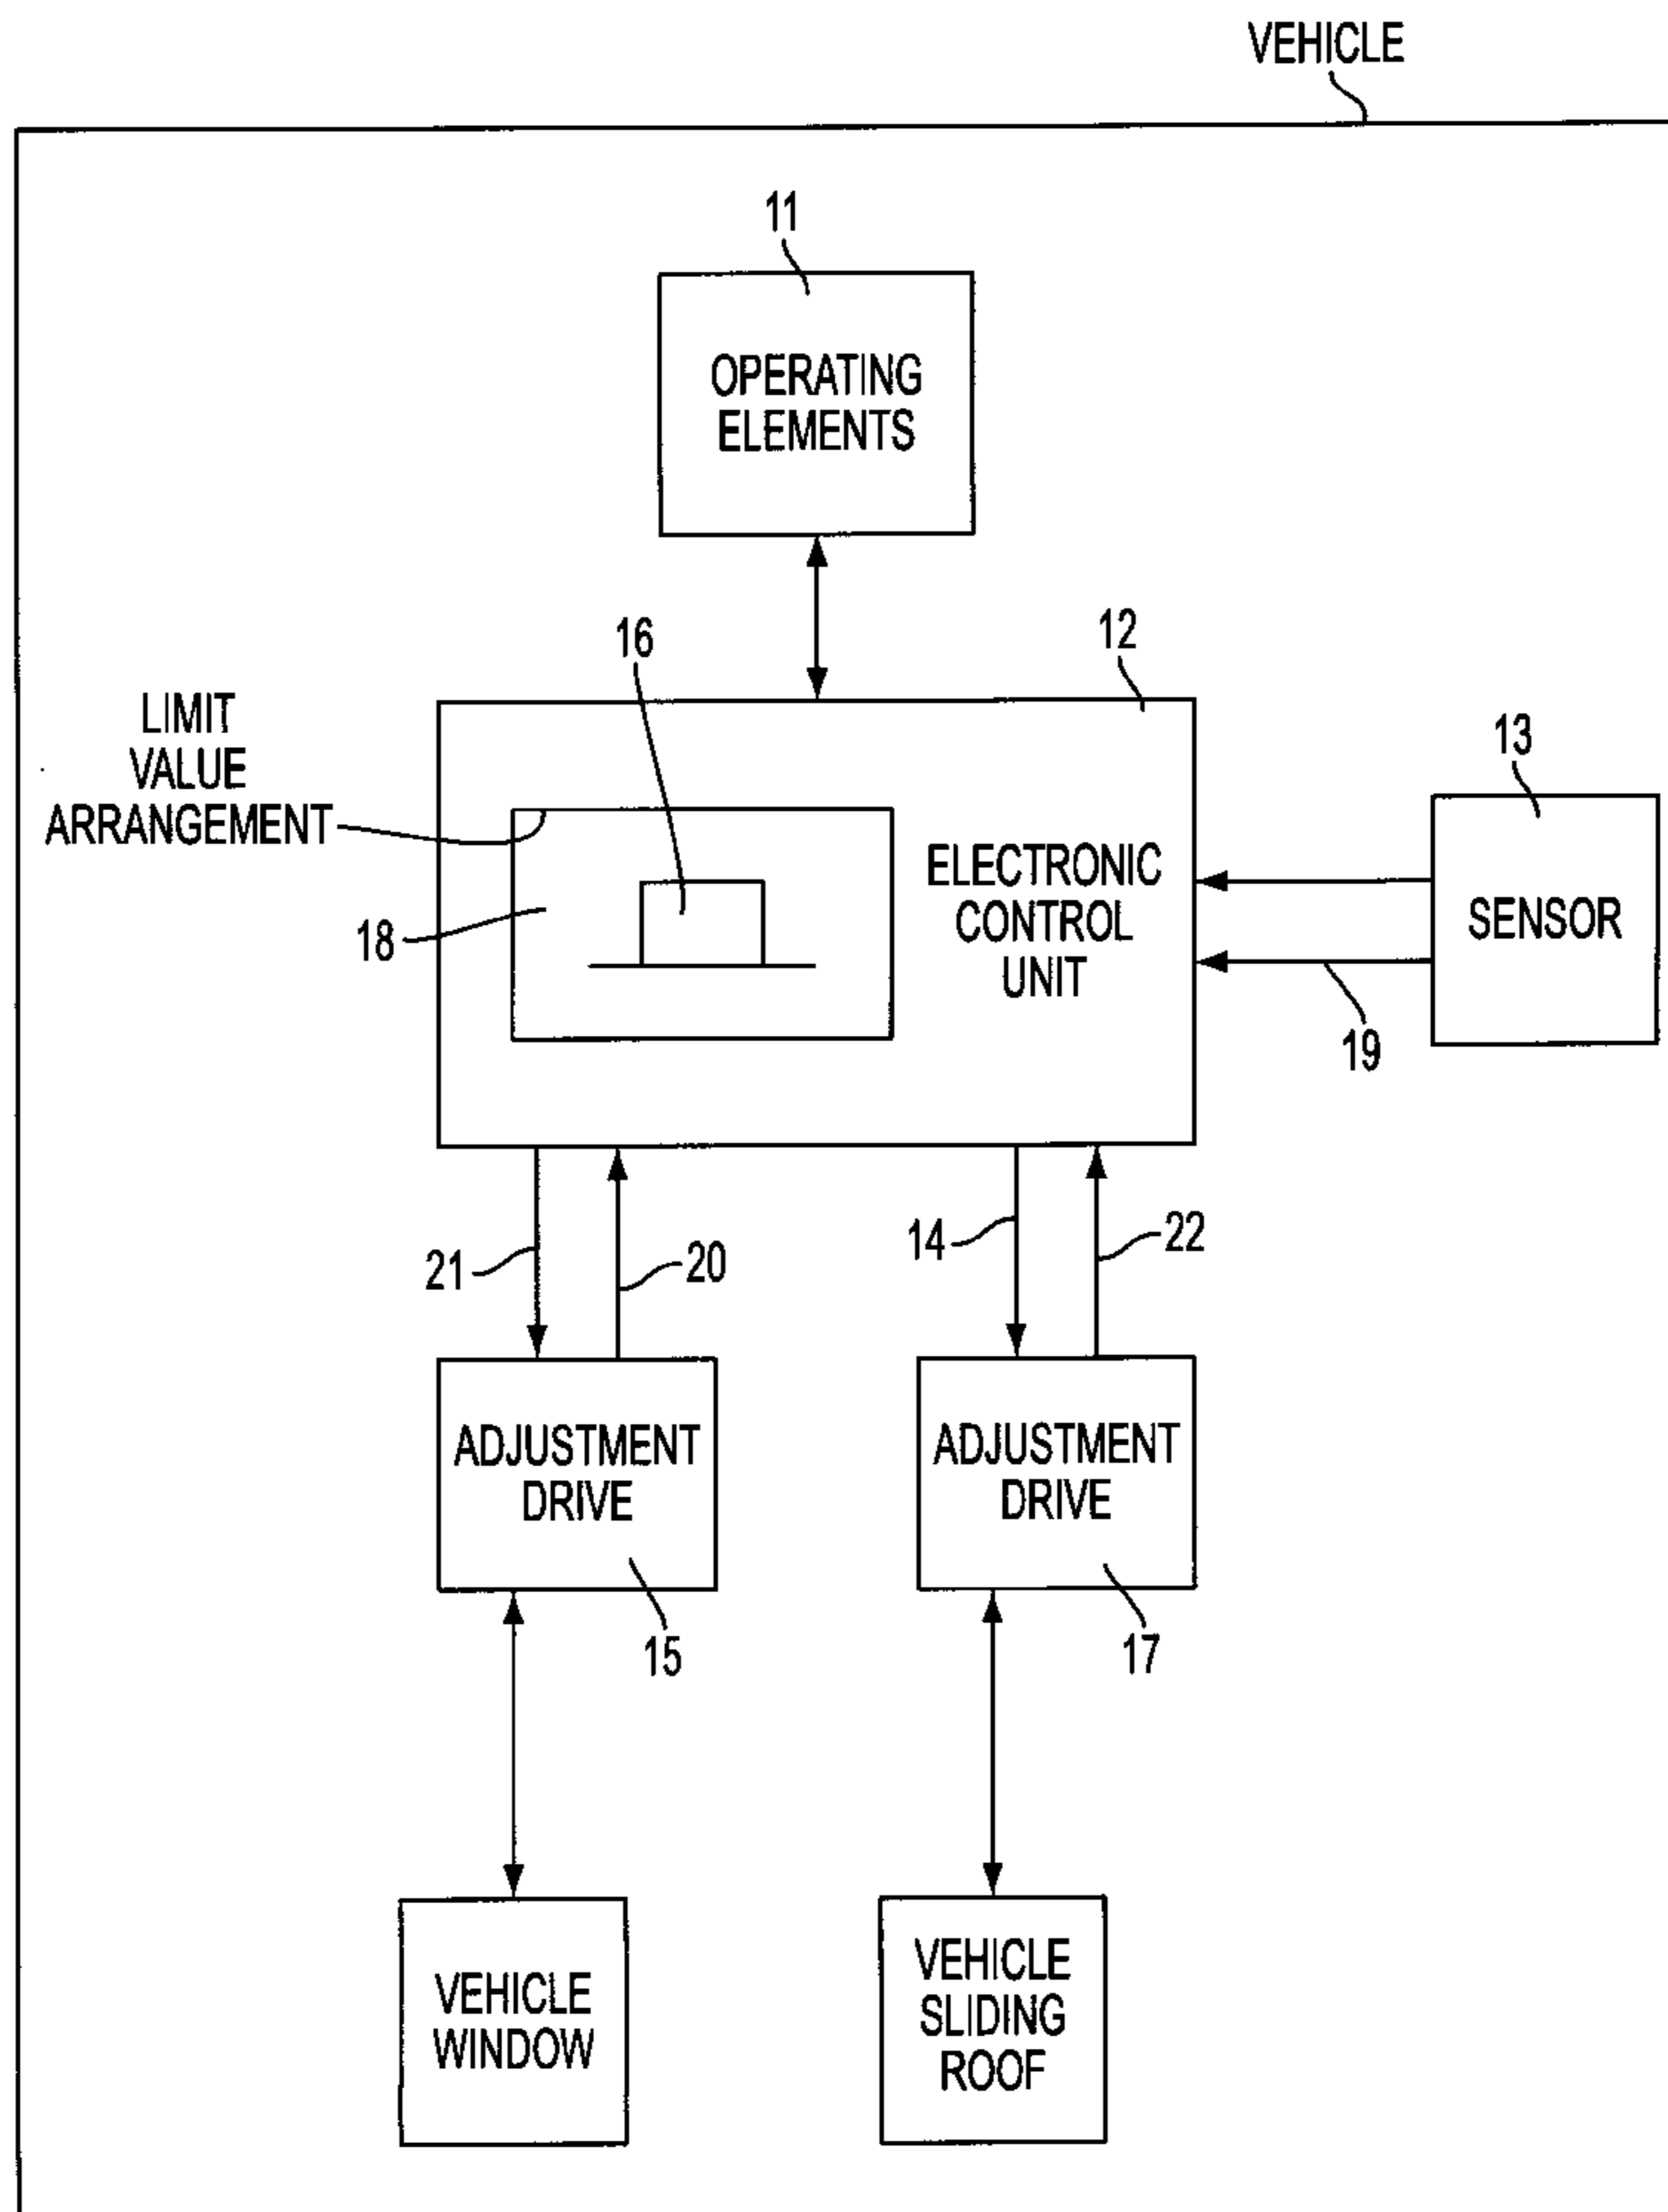 VEHICLE
11
OPERATING
ELEMENTS
16
12
LIMIT
VALUE
ARRANGEMENT
13
18
ELECTRONIC
CONTROL
UNIT
SENSOR
19
21
20
14
22
ADJUSTMENT
DRIVE
ADJUSTMENT
DRIVE
15
17
VEHICLE
WINDOW
VEHICLE
SLIDING
ROOF